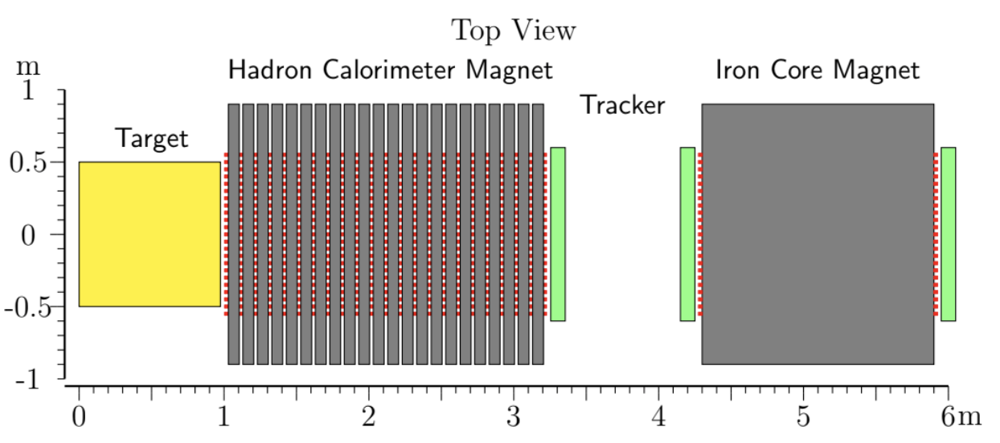 Top View
m
Hadron Calorimeter Magnet
Iron Core Magnet
1
Tracker
Target
0.5
0
-0.5
-1
0 1 2 3 4 5 6m